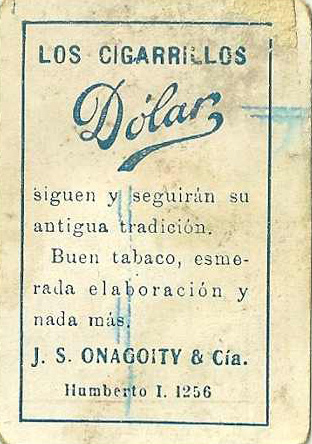 LOS CIGARRILLOS
Dólar
siguen y seguirán su
antigua tradición.
Buen tabaco, esme-
rada elaboración y
nada más.
J. S. ONAGOITY & Cía.
Humberto I. 1256